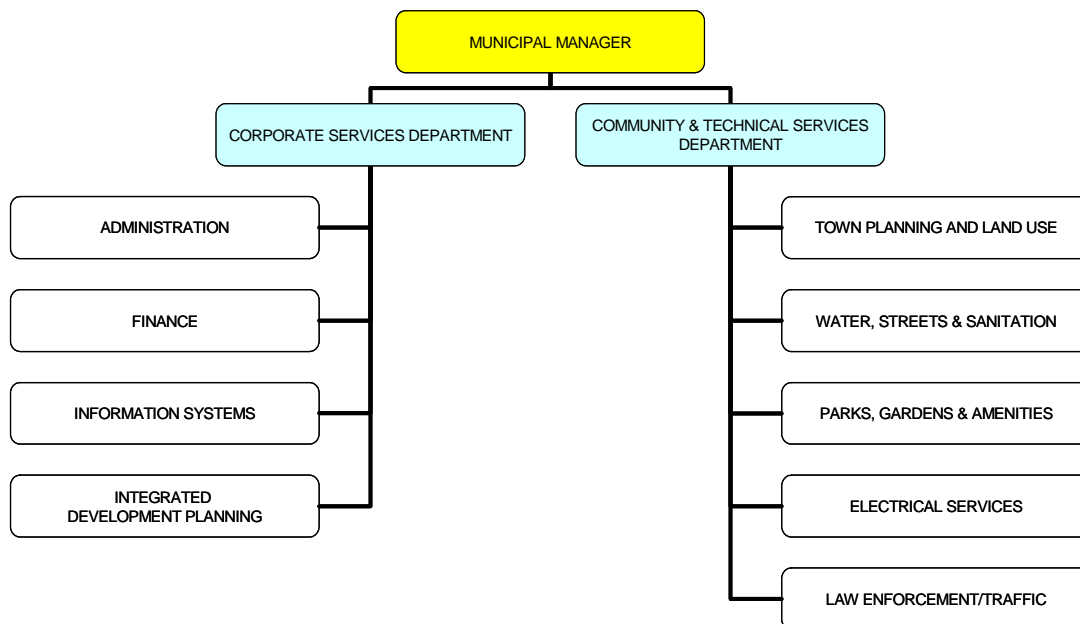 MUNICIPAL MANAGER
CORPORATE SERVICES DEPARTMENT
COMMUNITY & TECHNICAL SERVICES
DEPARTMENT
ADMINISTRATION
FINANCE
INFORMATION SYSTEMS
INTEGRATED
DEVELOPMENT PLANNING
TOWN PLANNING AND LAND USE
WATER, STREETS & SANITATION
PARKS, GARDENS & AMENITIES
ELECTRICAL SERVICES
LAW ENFORCEMENT/TRAFFIC